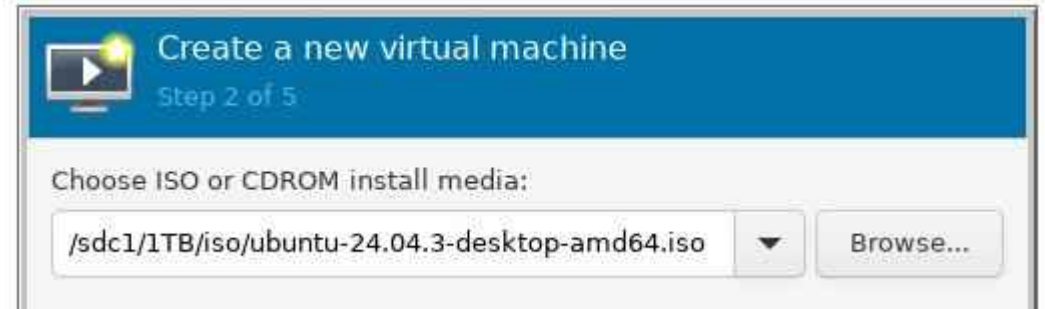 Create a new virtual machine
Step 2 of 5
Choose ISO or CDROM install media:
/sdc1/1TB/iso/ubuntu-24.04.3-desktop-amd64.iso
Browse...